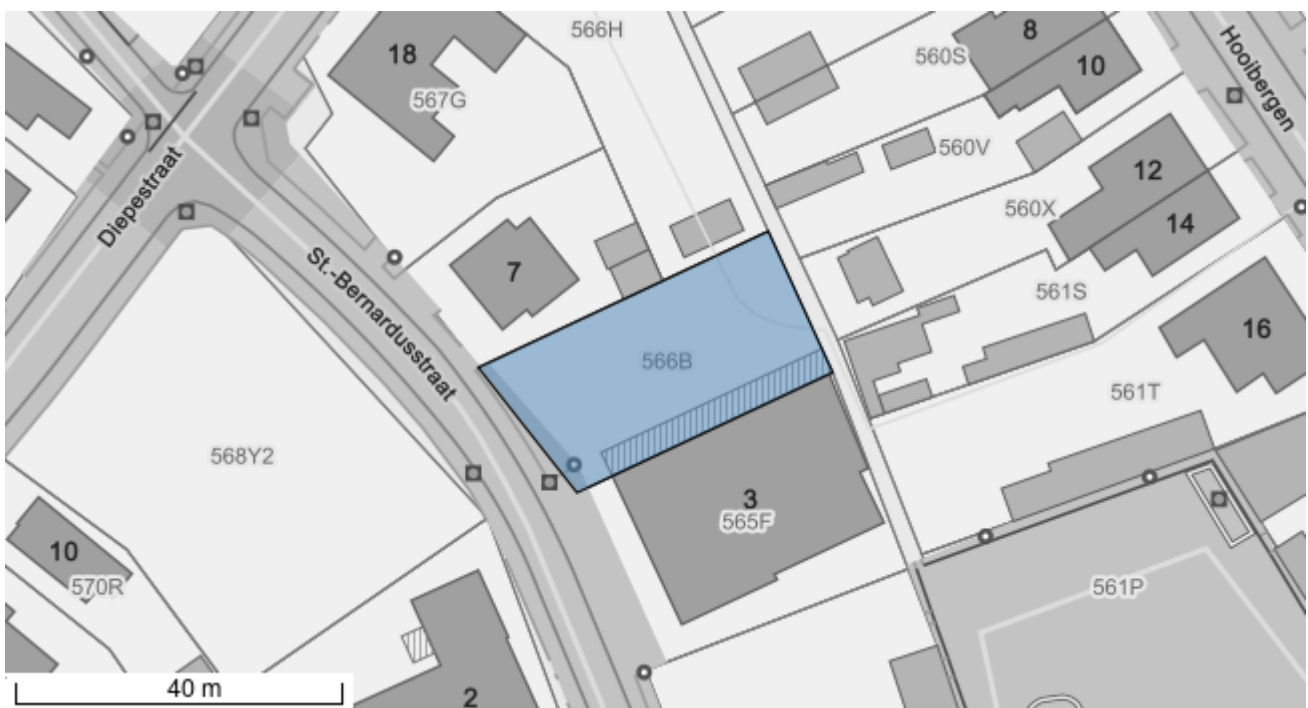 566H
18
567G
8
560S
10
Hooibergen
560V
12
Diepestraat
560X
14
7
561S
St.-Bernardusstraat
16
566B
561T
568Y2
3
565F
10
570R
561P
40 m
2